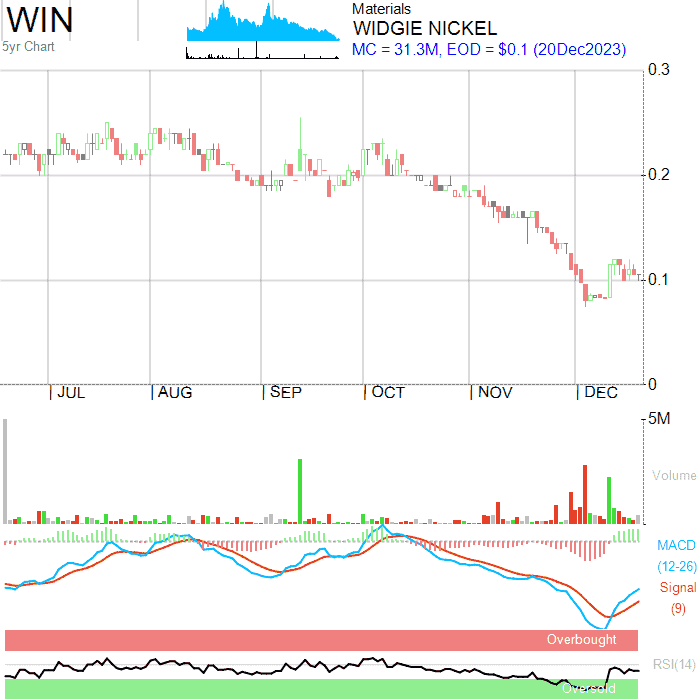 WIN
5yr Chart
Materials
WIDGIE NICKEL
MC = 31.3M, EOD = $0.1 (20Dec2023)
0.3
0.2
0.1
0
JUL AUG SEP OCT NOV DEC
5M
Volume
MACD
(12-26)
Signal
(9)
Overbought
RSI(14)
Oversold